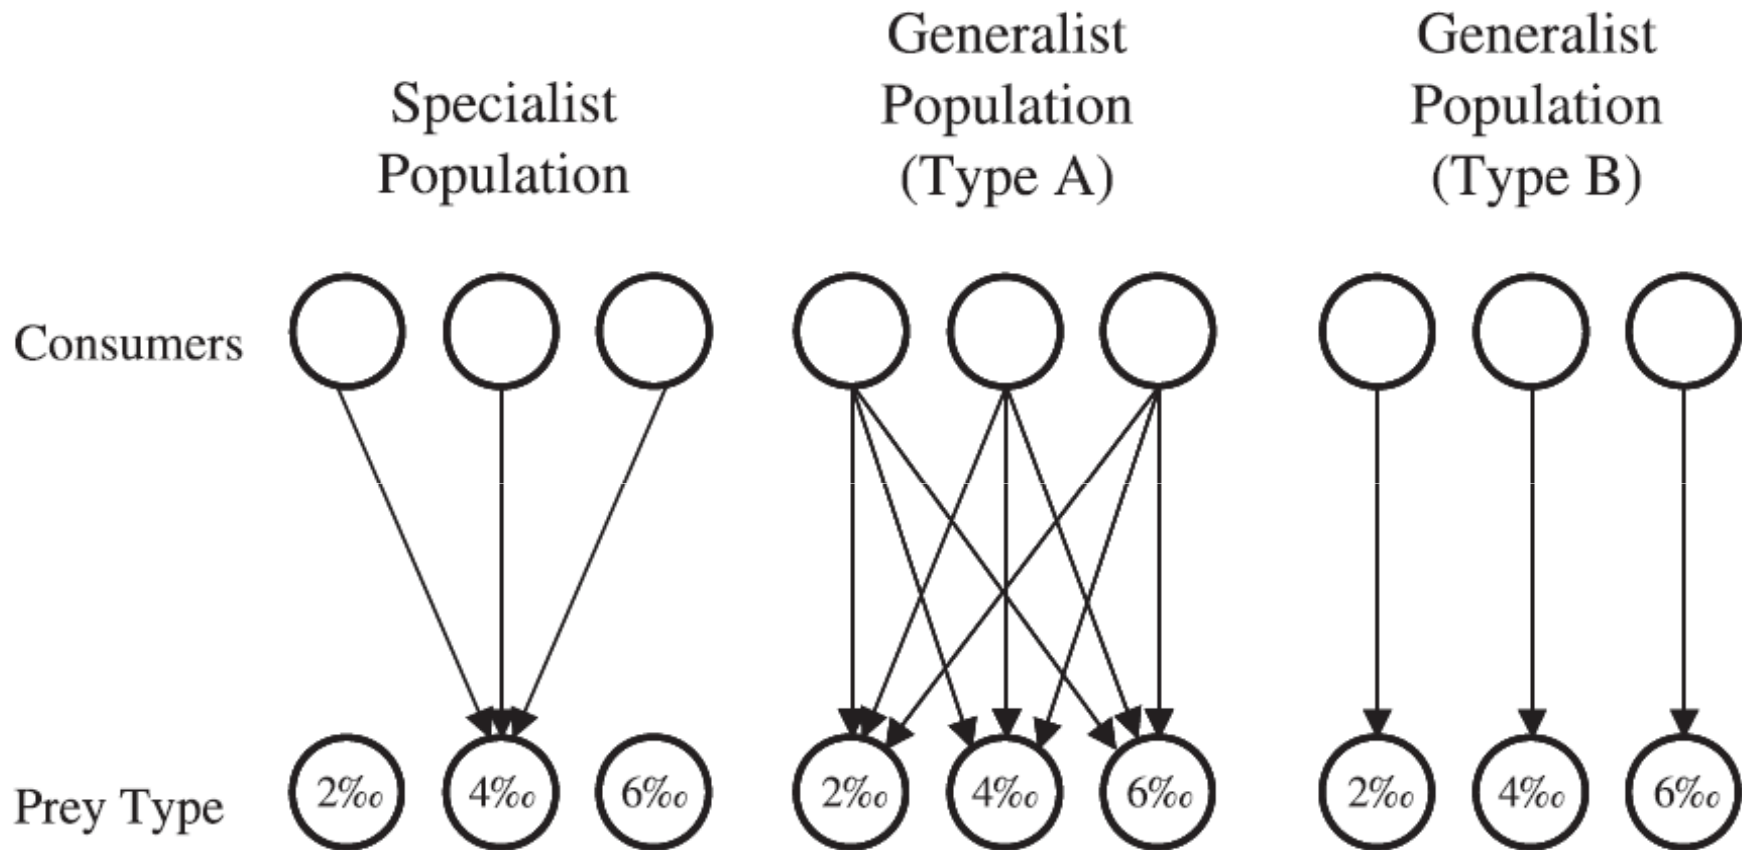 Specialist
Population
Generalist
Population
(Type A)
Generalist
Population
(Type B)
Consumers
Prey Type
2‰ 4‰ 6‰ 2‰ 4‰ 6‰ 2‰ 4‰ 6‰